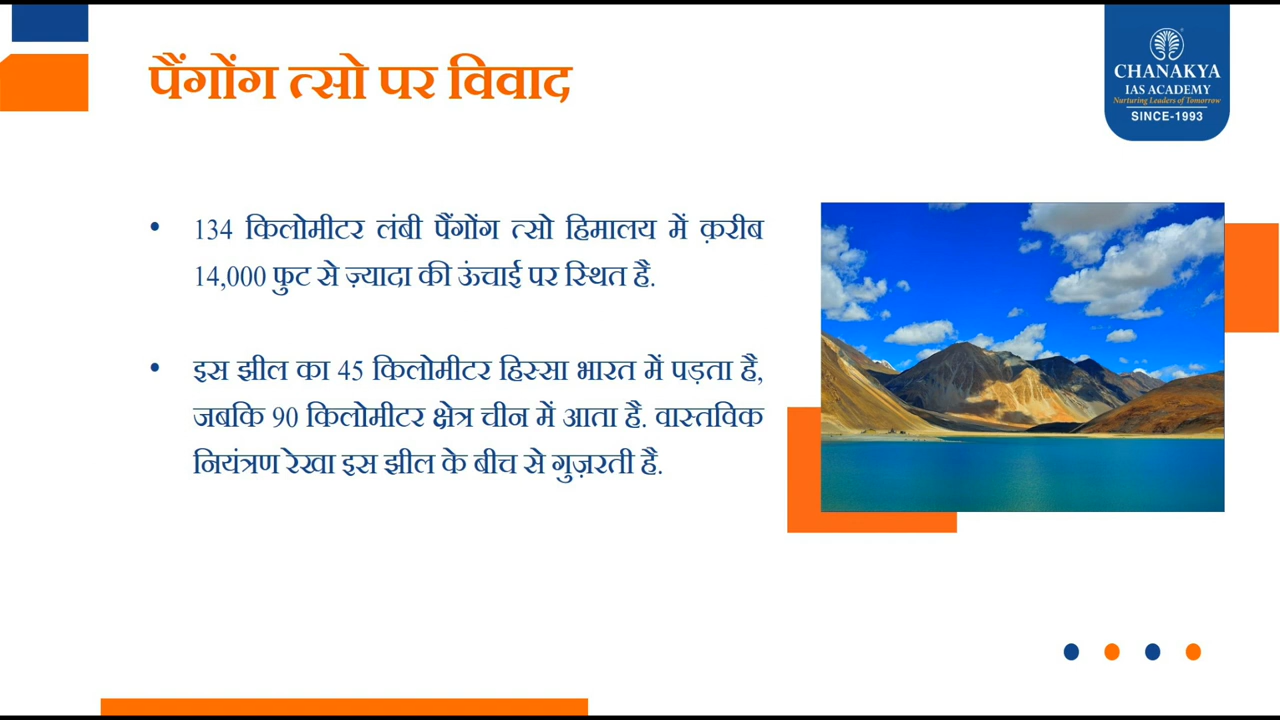 पैंगोंग त्सो पर विवाद
CHANAKYA
IAS ACADEMY
Nurturing Leaders of Tomorrow
SINCE-1993
• 134 किलोमीटर लंबी पैंगोंग त्सो हिमालय में क़रीब
14,000 फुट से ज़्यादा की ऊंचाई पर स्थित है.
• इस झील का 45 किलोमीटर हिस्सा भारत में पड़ता है,
जबकि 90 किलोमीटर क्षेत्र चीन में आता है. वास्तविक
नियंत्रण रेखा इस झील के बीच से गुज़रती है.